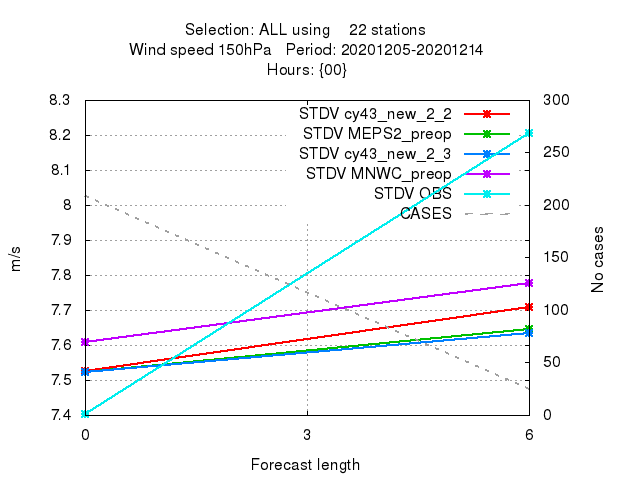 Selection: ALL using    22 stations
Wind speed 150hPa   Period: 20201205-20201214
Hours: {00}
8.3
8.2
8.1
8
7.9
7.8
7.7
7.6
7.5
7.4
300
250
200
150
100
50
0
STDV cy43_new_2_2
STDV MEPS2_preop
STDV cy43_new_2_3
STDV MNWC_preop
STDV OBS
CASES
m/s
No cases
0 3 6
Forecast length